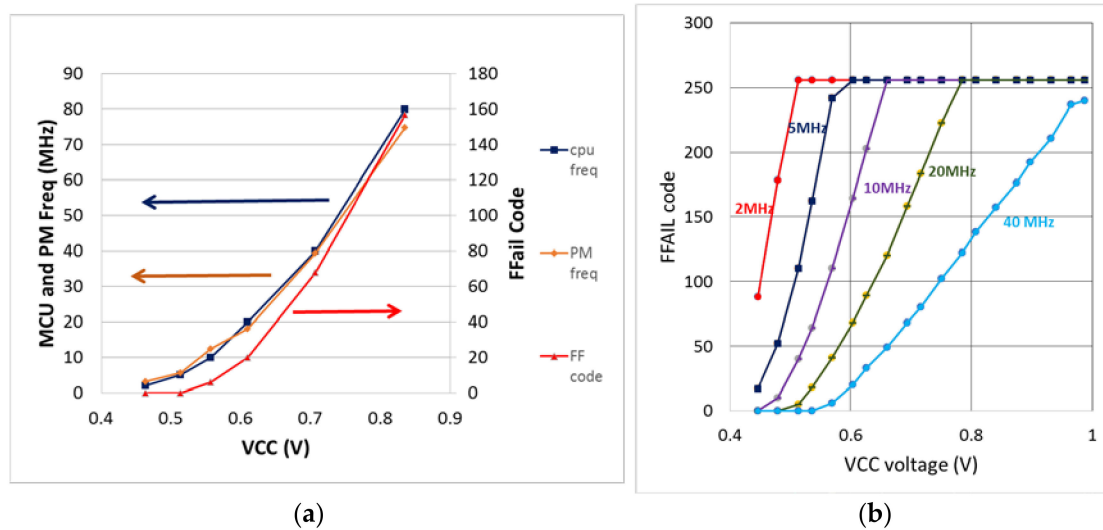 90
80
70
60
50
40
30
20
10
0
MCU and PM Freq (MHz)
0.4
0.5
0.6
0.7
0.8
0.9
VCC (V)
180
160
140
120
100
80
60
40
20
0
FFail Code
cpu
freq
PM
freq
FF
code
(a)
300
250
200
150
100
50
0
FFAIL code
2MHz
5MHz
10MHz
20MHz
40 MHz
0.4
0.6
0.8
1
VCC voltage (V)
(b)